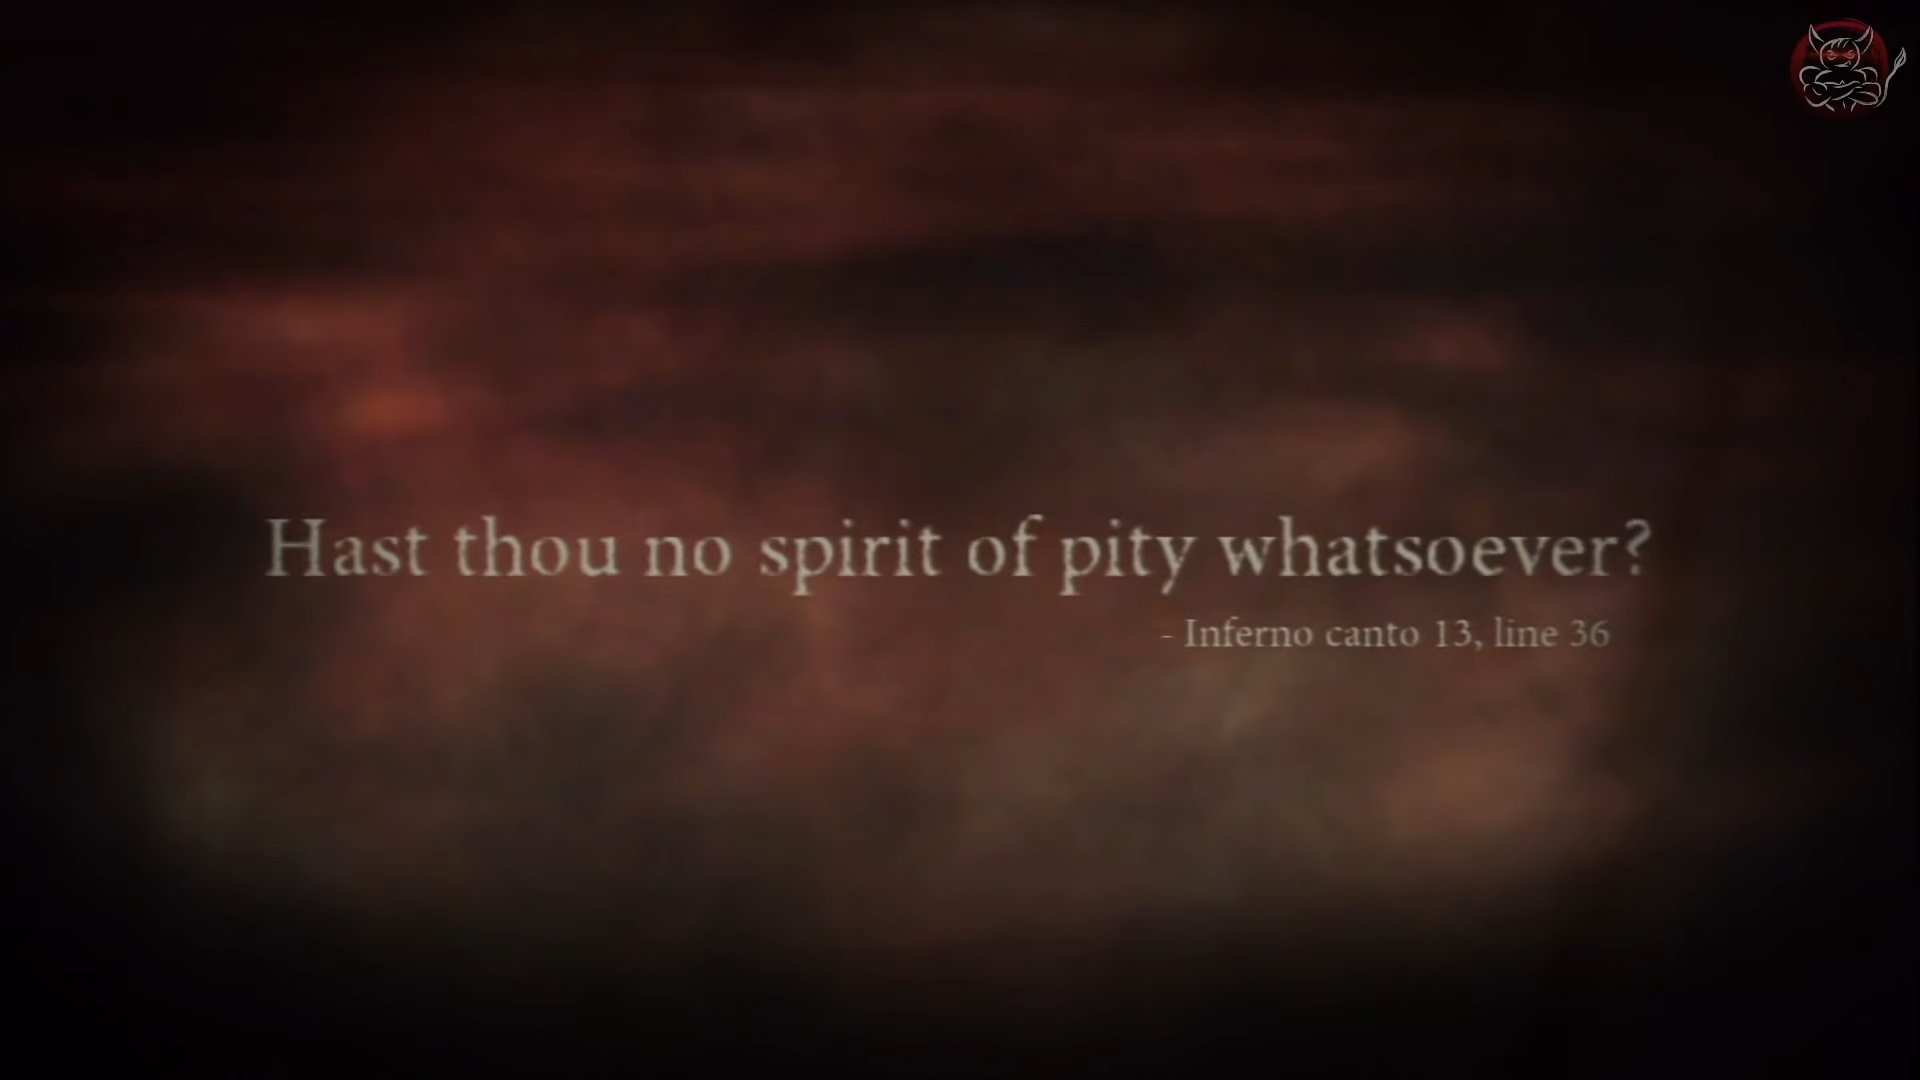 Hast thou no spirit of pity whatsoever?
- Inferno canto 13, line 36